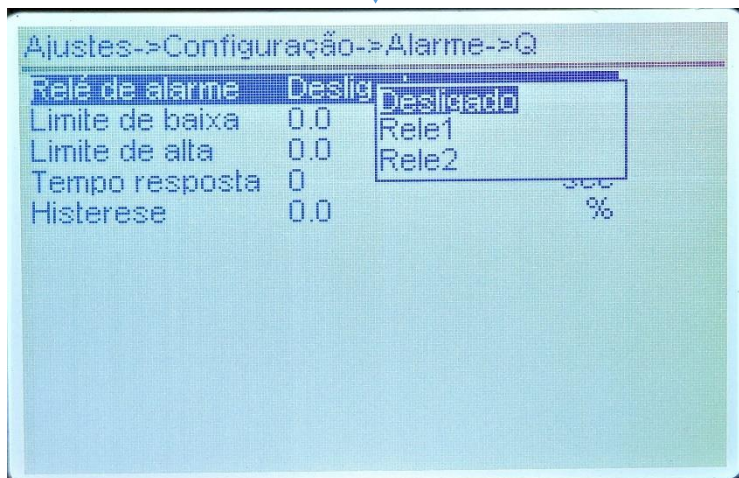 Ajustes->Configuração->Alarme->Q
Relé de alarme Deslig
Desligado
Limite de baixa 0.0
Rele1
Limite de alta 0.0
Rele2
Tempo resposta 0
Histerese 0.0 %